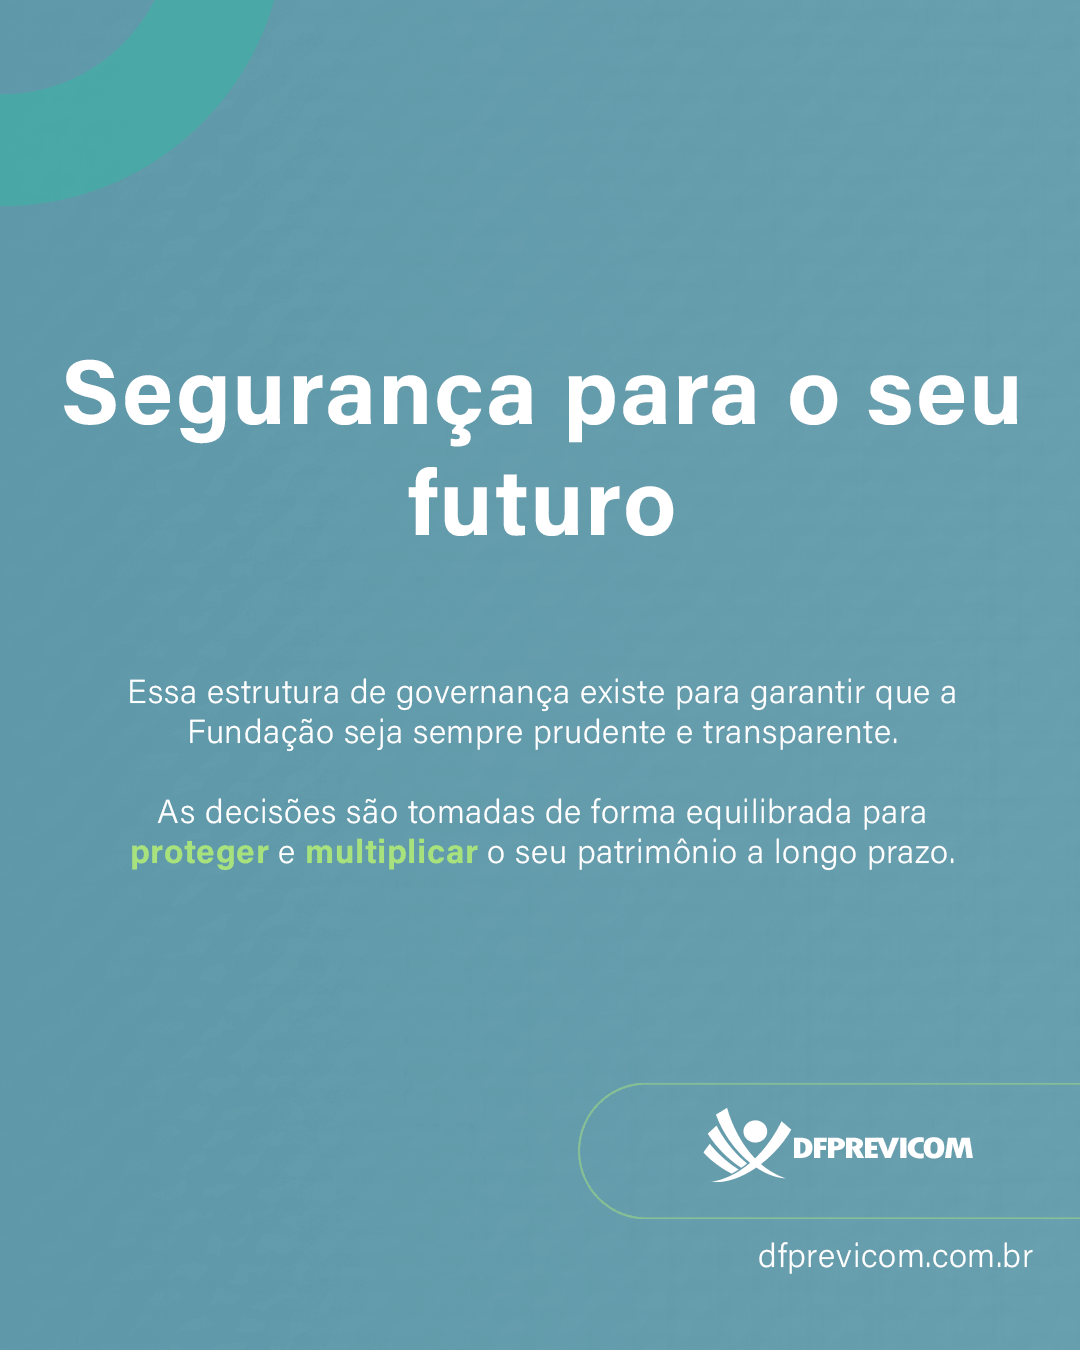 Segurança para o seu
futuro
Essa estrutura de governança existe para garantir que a
Fundação seja sempre prudente e transparente.
As decisões são tomadas de forma equilibrada para
proteger e multiplicar o seu patrimônio a longo prazo.
DFPREVICOM
dfprevicom.com.br